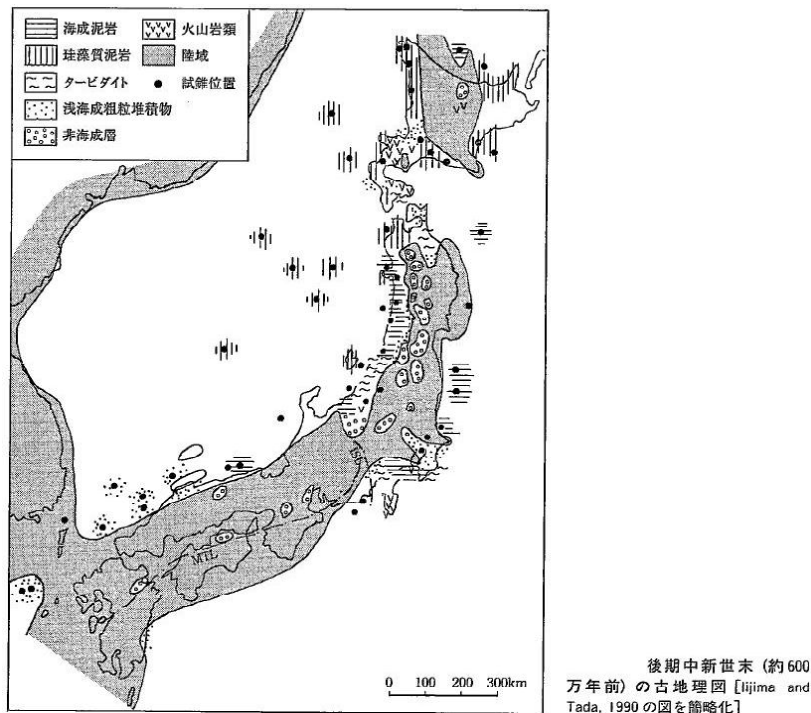 海成泥岩
珪藻質泥岩
タービダイト
浅海成粗粒堆積物
非海成層
火山岩類
陸域
試錐位置
ISTL
MTL
0 100 200 300km
後期中新世末 (約600
万年前) の古地理図 [Iijima and
Tada, 1990 の図を簡略化]